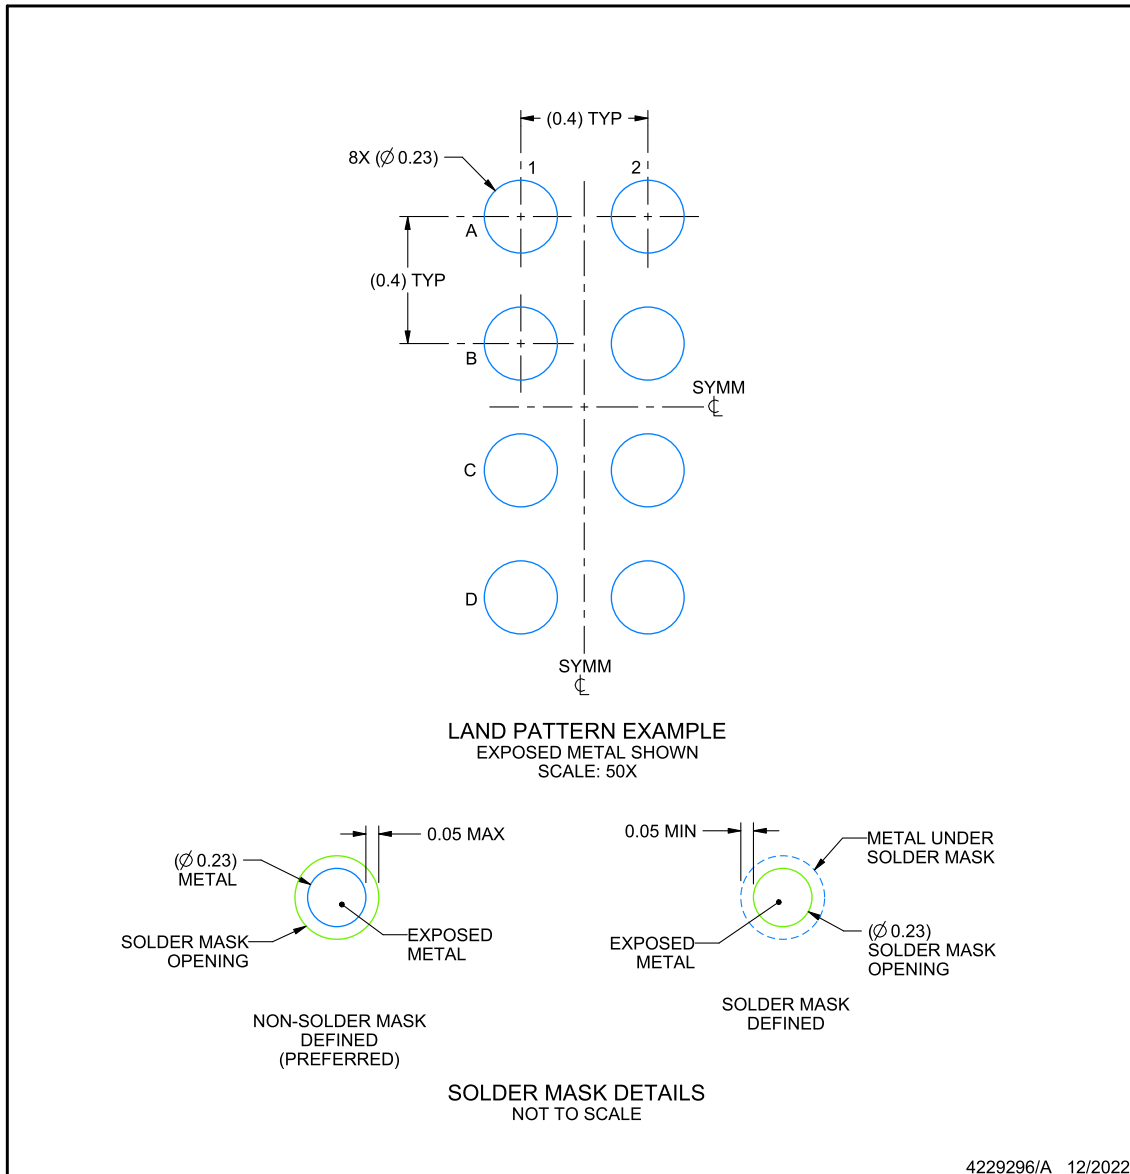 (0.4) TYP
8X (∅ 0.23)
1
2
A
(0.4) TYP
B
SYMM
℄
C
D
SYMM
℄
LAND PATTERN EXAMPLE
EXPOSED METAL SHOWN
SCALE: 50X
0.05 MAX
(∅ 0.23)
METAL
SOLDER MASK
OPENING
EXPOSED
METAL
NON-SOLDER MASK
DEFINED
(PREFERRED)
0.05 MIN
METAL UNDER
SOLDER MASK
EXPOSED
METAL
(∅ 0.23)
SOLDER MASK
OPENING
SOLDER MASK
DEFINED
SOLDER MASK DETAILS
NOT TO SCALE
4229296/A 12/2022